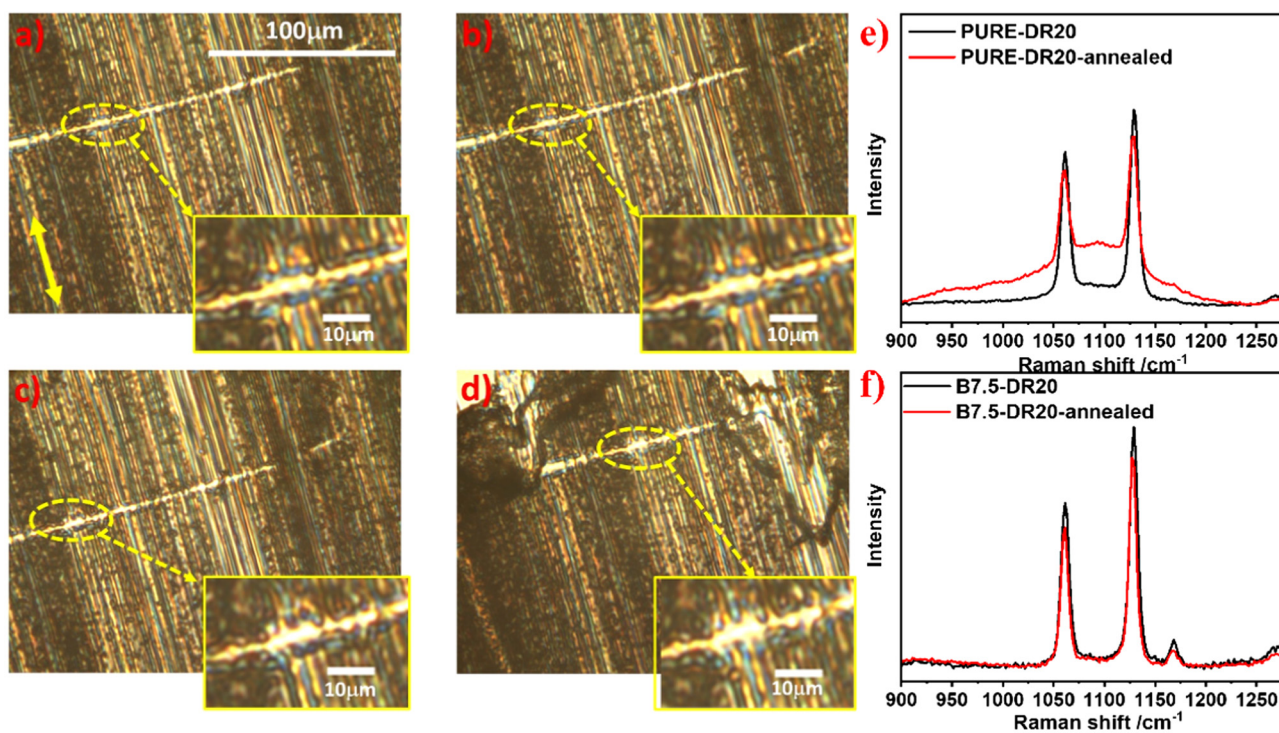 a)
100μm
10μm
b)
10μm
c)
10μm
d)
10μm
e)
PURE-DR20
PURE-DR20-annealed
Intensity
900 950 1000 1050 1100 1150 1200 1250
Raman shift /cm-1
f)
B7.5-DR20
B7.5-DR20-annealed
Intensity
900 950 1000 1050 1100 1150 1200 1250
Raman shift /cm-1